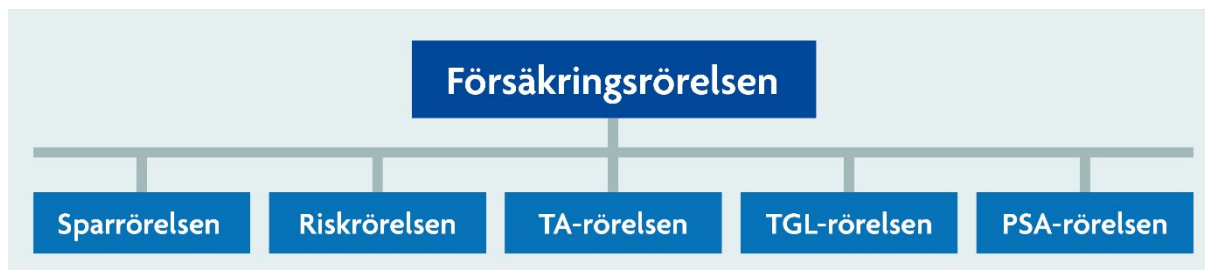 Försäkringsrörelsen
Sparrörelsen
Riskrörelsen
TA-rörelsen
TGL-rörelsen
PSA-rörelsen